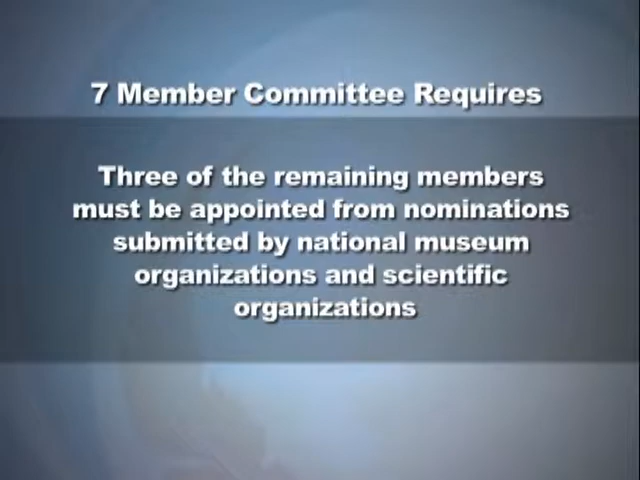 7 Member Committee Requires
Three of the remaining members
must be appointed from nominations
submitted by national museum
organizations and scientific
organizations